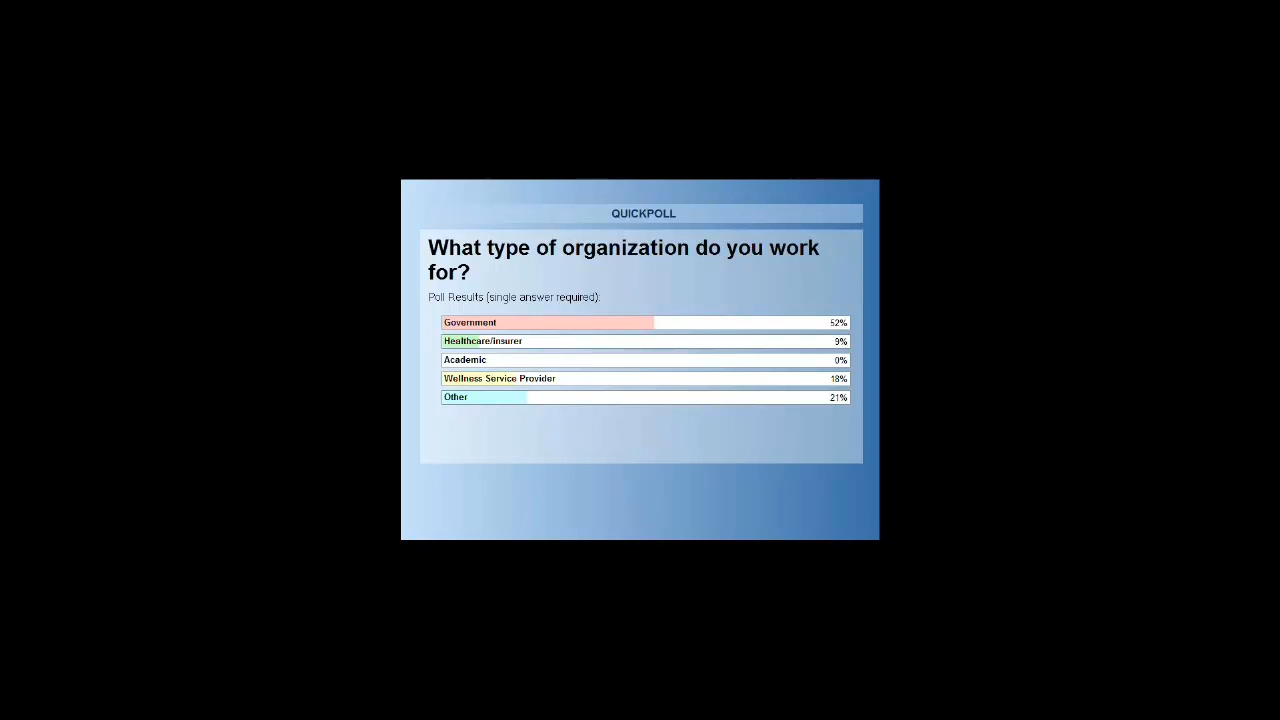 QUICKPOLL
What type of organization do you work
for?
Poll Results (single answer required):
Government 52%
Healthcare/insurer 9%
Academic 0%
Wellness Service Provider 18%
Other 21%